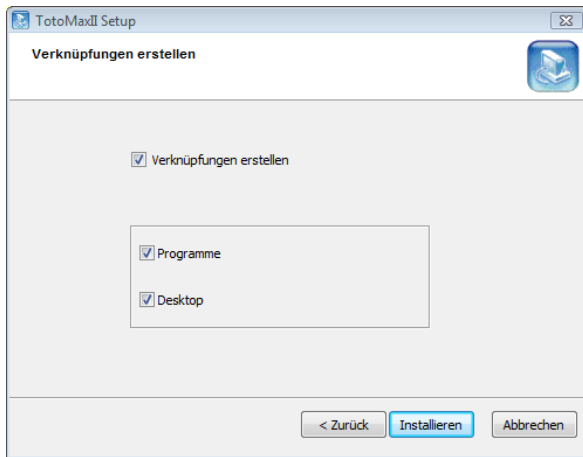 TotoMaxII Setup
Verknüpfungen erstellen
Verknüpfungen erstellen
Programme
Desktop
< Zurück Installieren Abbrechen